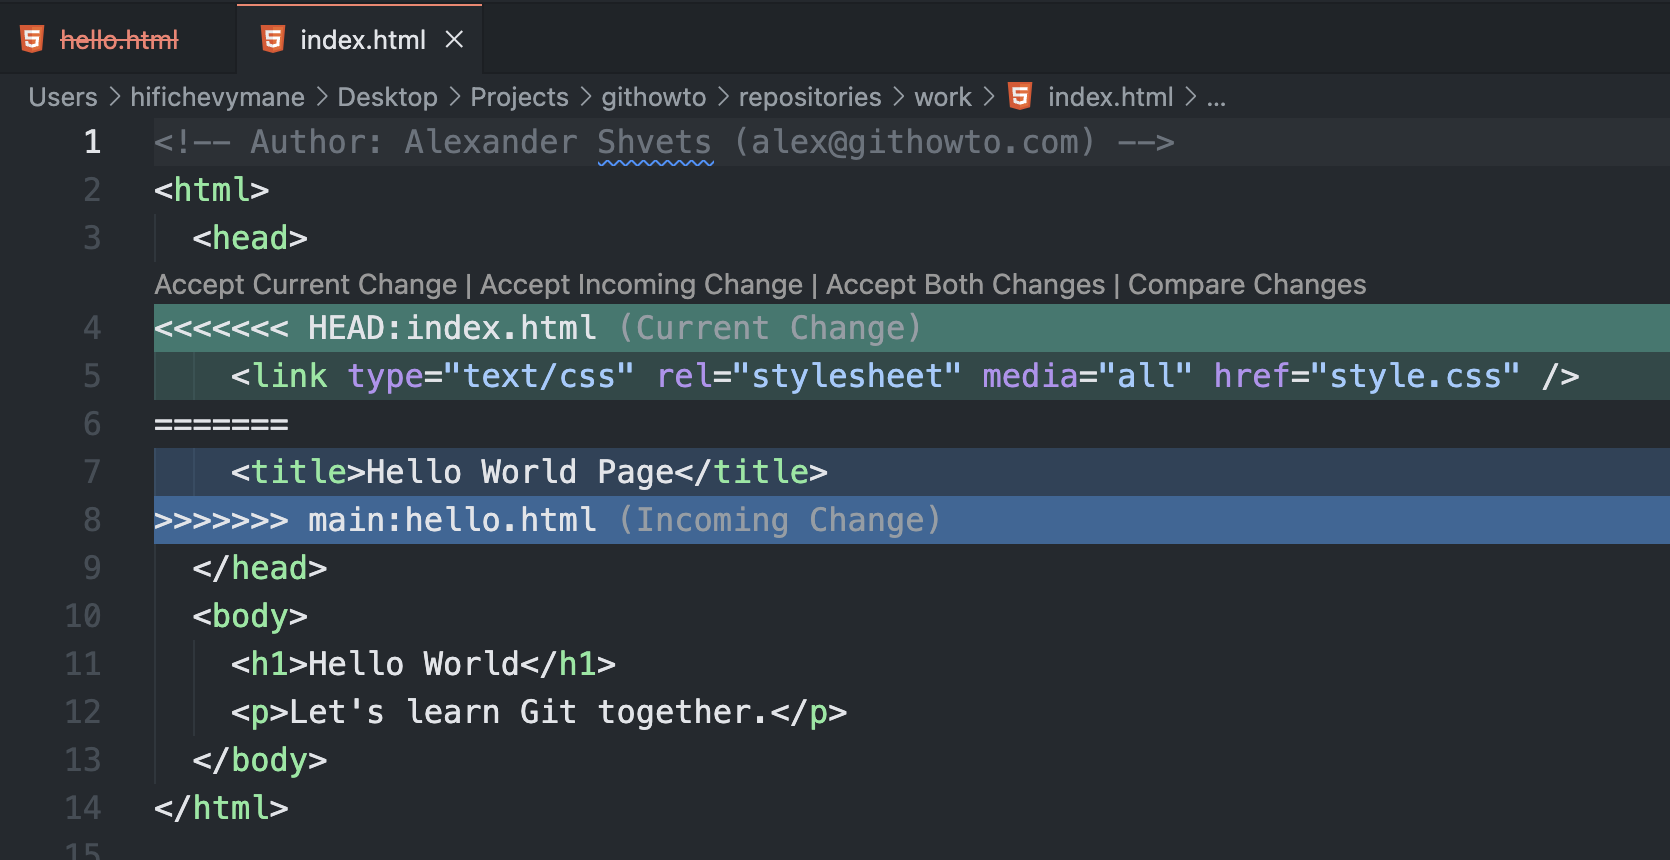 hello.html index.html
Users > hifichevymane > Desktop > Projects > githowto > repositories > work > index.html > ...
1 <!-- Author: Alexander Shvets (alex@githowto.com) -->
2 <html>
3 <head>
Accept Current Change | Accept Incoming Change | Accept Both Changes | Compare Changes
4 <<<<<<< HEAD:index.html (Current Change)
5 <link type="text/css" rel="stylesheet" media="all" href="style.css" />
6 =======
7 <title>Hello World Page</title>
8 >>>>>>> main:hello.html (Incoming Change)
9 </head>
10 <body>
11 <h1>Hello World</h1>
12 <p>Let's learn Git together.</p>
13 </body>
14 </html>
15